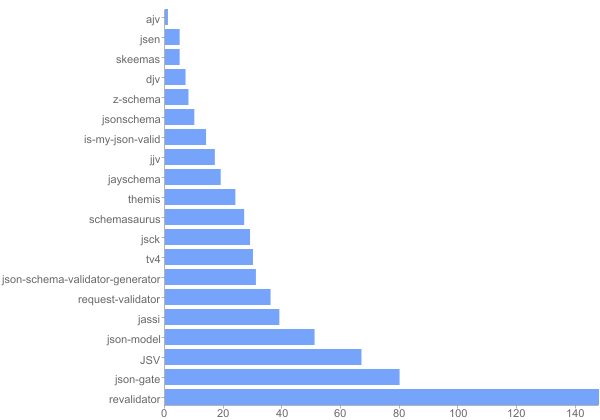 ajv
jsen
skeemas
djv
z-schema
jsonschema
is-my-json-valid
jjv
jayschema
themis
schemasaurus
jsck
tv4
json-schema-validator-generator
request-validator
jassi
json-model
JSV
json-gate
revalidator
0 20 40 60 80 100 120 140